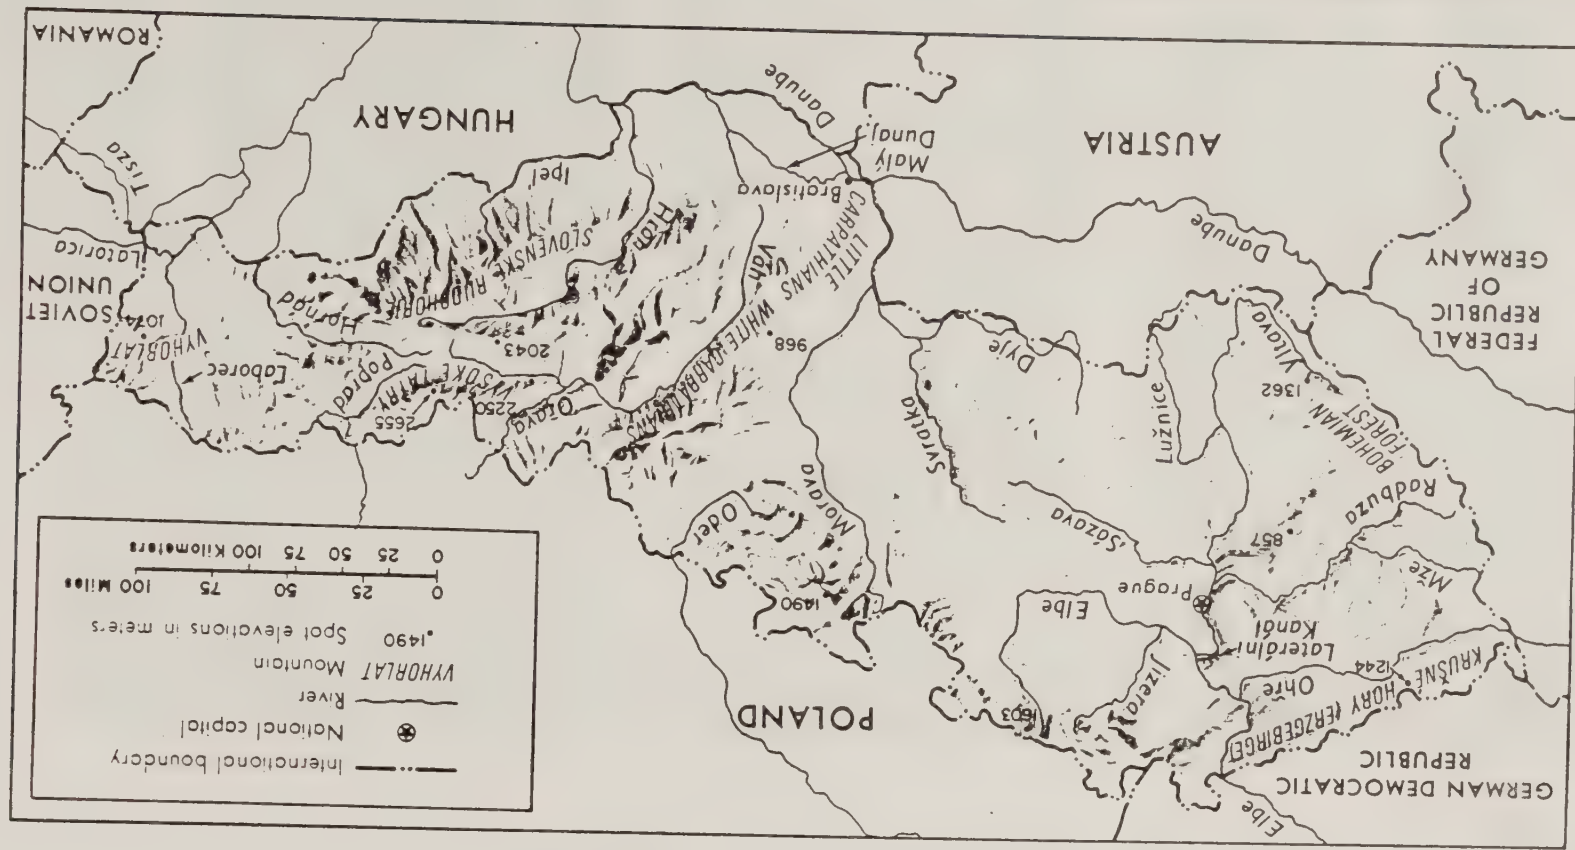 GERMAN DEMOCRATIC
REPUBLIC
Elbe
POLAND
KRUŠNÉ
HORY (ERZGEBIRGE)
1244
Ohře
Jizera
1603
Laterální
Kanál
Elbe
Prague
Mže
Radbuza
857
Sázava
BOHEMIAN
FOREST
1362
Vltava
Lužnice
Svratka
Dyje
Morava
Oder
1490
968
International boundary
National capital
River
VYHORLAT Mountain
.1490 Spot elevations in meters
0 25 50 75 100 Miles
0 25 50 75 100 Kilometers
FEDERAL
REPUBLIC
OF
GERMANY
Danube
AUSTRIA
LITTLE
CARPATHIANS
WHITE CARPATHIANS
Váh
Orava
2250
VYSOKÉ TATRY
2655
Poprad
2043
Hornád
Laborec
VYHORLAT
1074
SOVIET
UNION
Latorica
SLOVENSKÉ RUDOHORIE
Hron
Ipel'
Bratislava
Malý
Dunaj
Danube
HUNGARY
Tisza
ROMANIA